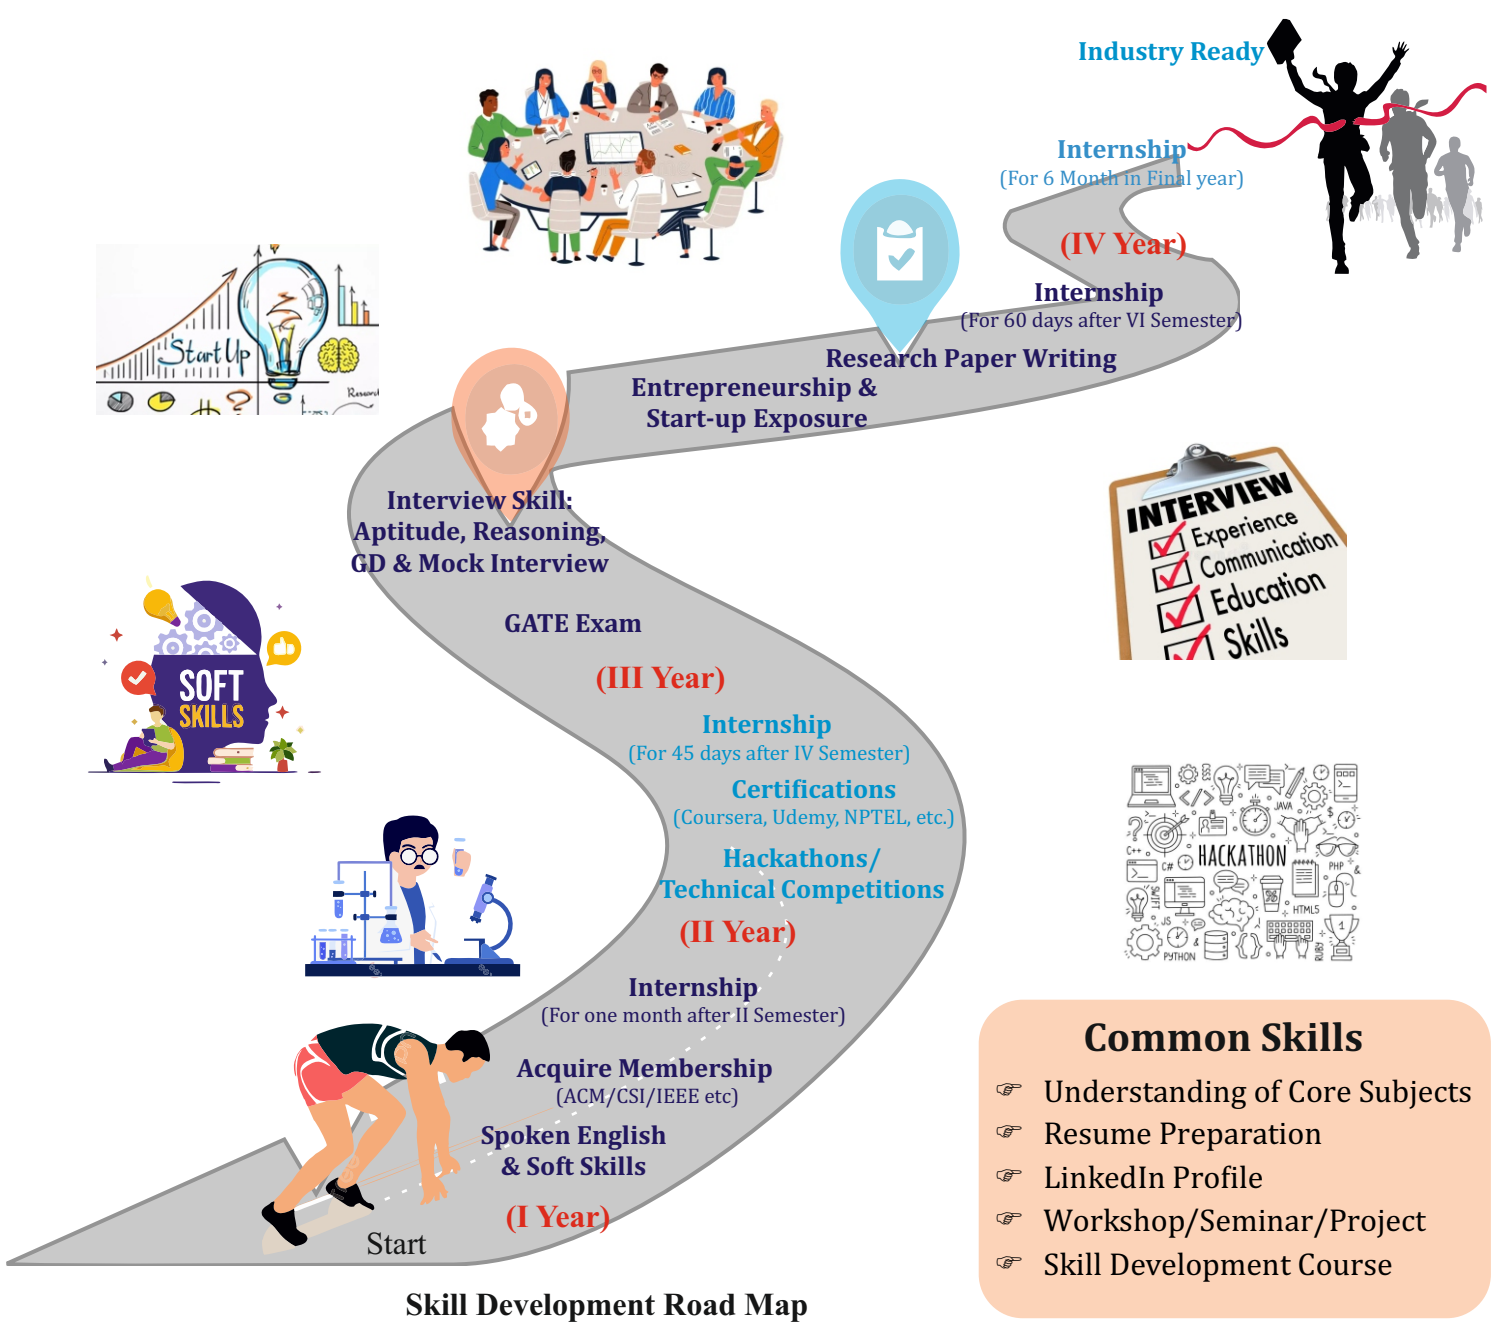 Industry Ready
Internship
(For 6 Month in Final year)
(IV Year)
Internship
(For 60 days after VI Semester)
Research Paper Writing
Entrepreneurship &
Start-up Exposure
Start Up
Interview Skill:
Aptitude, Reasoning,
GD & Mock Interview
GATE Exam
(III Year)
INTERVIEW
Experience
Communication
Education
Skills
SOFT
SKILLS
Internship
(For 45 days after IV Semester)
Certifications
(Coursera, Udemy, NPTEL, etc.)
Hackathons/
Technical Competitions
(II Year)
CSS3
JAVA
C++
HACKATHON
C#
PHP
&
SWIFT
HTML5
JS
&
PYTHON
RUBY
1
Internship
(For one month after II Semester)
Acquire Membership
(ACM/CSI/IEEE etc)
Spoken English
& Soft Skills
(I Year)
Start
Common Skills
☞ Understanding of Core Subjects
☞ Resume Preparation
☞ LinkedIn Profile
☞ Workshop/Seminar/Project
☞ Skill Development Course
Skill Development Road Map